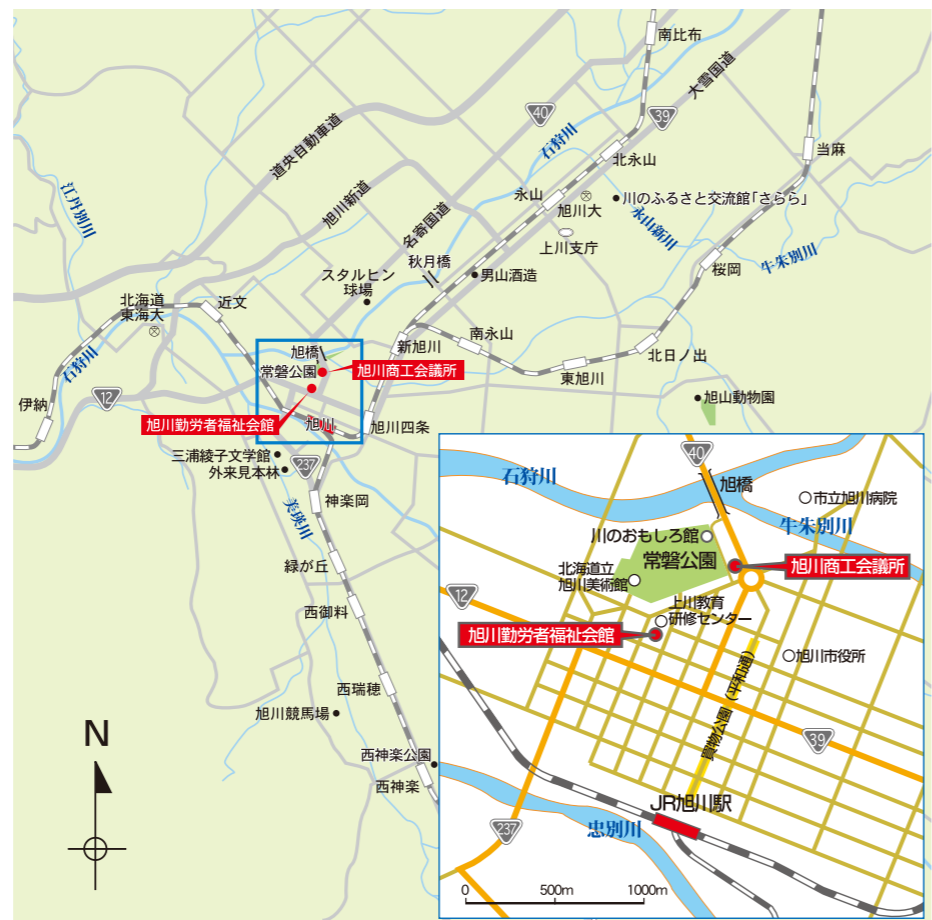 南比布
大雪国道
40
39
石狩川
当麻
道央自動車道
北永山
江丹別川
永山
旭川大
川のふるさと交流館「さらら」
旭川新道
名寄国道
永山新川
上川支庁
牛朱別川
秋月橋
桜岡
スタルヒン
球場
男山酒造
北海道
東海大
近文
南永山
新旭川
北日ノ出
石狩川
旭橋
常磐公園
旭川商工会議所
東旭川
12
伊納
旭山動物園
旭川勤労者福祉会館
旭川
旭川四条
三浦綾子文学館
外来見本林
237
神楽岡
美瑛川
緑が丘
西御料
西瑞穂
旭川競馬場
西神楽公園
西神楽
N
40
石狩川
旭橋
市立旭川病院
牛朱別川
川のおもしろ館
常磐公園
旭川商工会議所
北海道立
旭川美術館
12
上川教育
研修センター
旭川勤労者福祉会館
旭川市役所
買物公園(平和通)
39
JR旭川駅
忠別川
237
0
500m
1000m